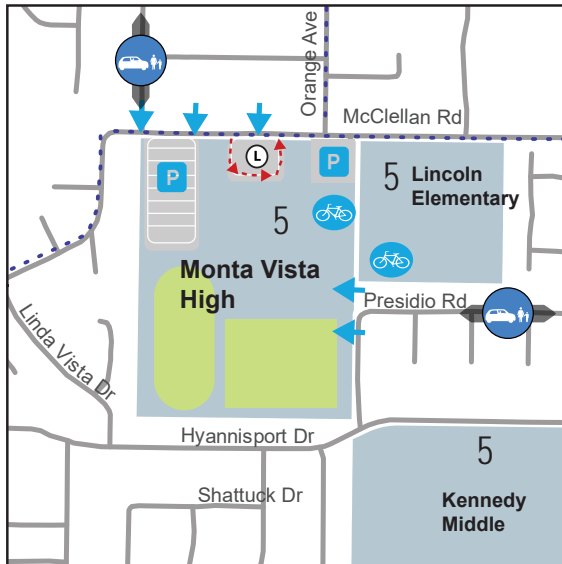 Orange Ave
McClellan Rd
P
L
P
5
Lincoln
Elementary
5
Monta Vista
High
Presidio Rd
Linda Vista Dr
Hyannisport Dr
5
Shattuck Dr
Kennedy
Middle